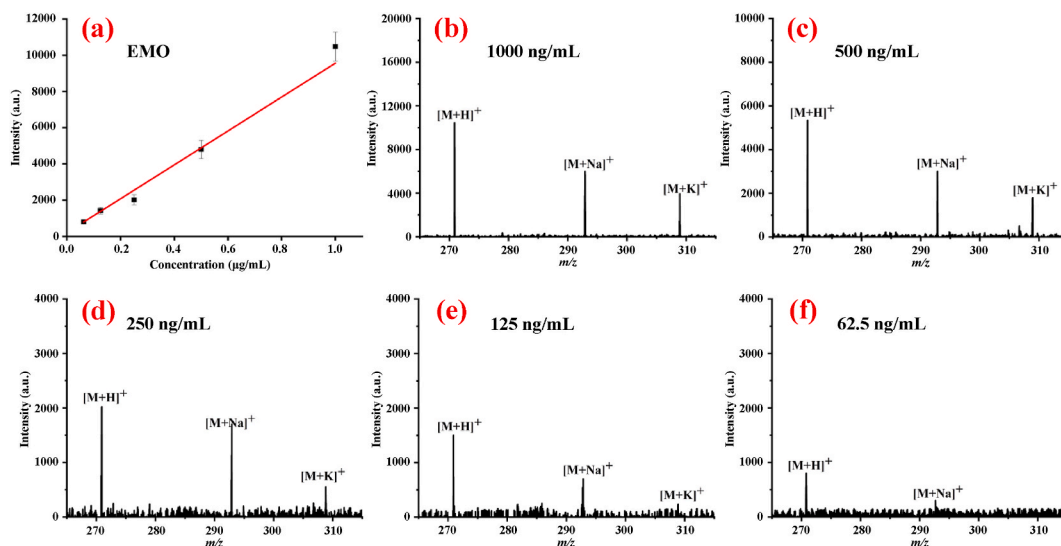 (a)
EMO
12000
10000
8000
6000
4000
2000
0
Intensity (a.u.)
0.0 0.2 0.4 0.6 0.8 1.0
Concentration (μg/mL)
(b)
1000 ng/mL
20000
16000
12000
8000
4000
0
Intensity (a.u.)
[M+H]+
[M+Na]+
[M+K]+
270 279 290 300 310
m/z
(c)
500 ng/mL
10000
8000
6000
4000
2000
0
Intensity (a.u.)
[M+H]+
[M+Na]+
[M+K]+
270 280 290 300 310
m/z
(d)
250 ng/mL
4000
3000
2000
1000
0
Intensity (a.u.)
[M+H]+
[M+Na]+
[M+K]+
270 280 290 300 310
m/z
(e)
125 ng/mL
4000
3000
2000
1000
0
Intensity (a.u.)
[M+H]+
[M+Na]+
[M+K]+
270 280 290 300 310
m/z
(f)
62.5 ng/mL
4000
3000
2000
1000
0
Intensity (a.u.)
[M+H]+
[M+Na]+
270 280 290 300 310
m/z